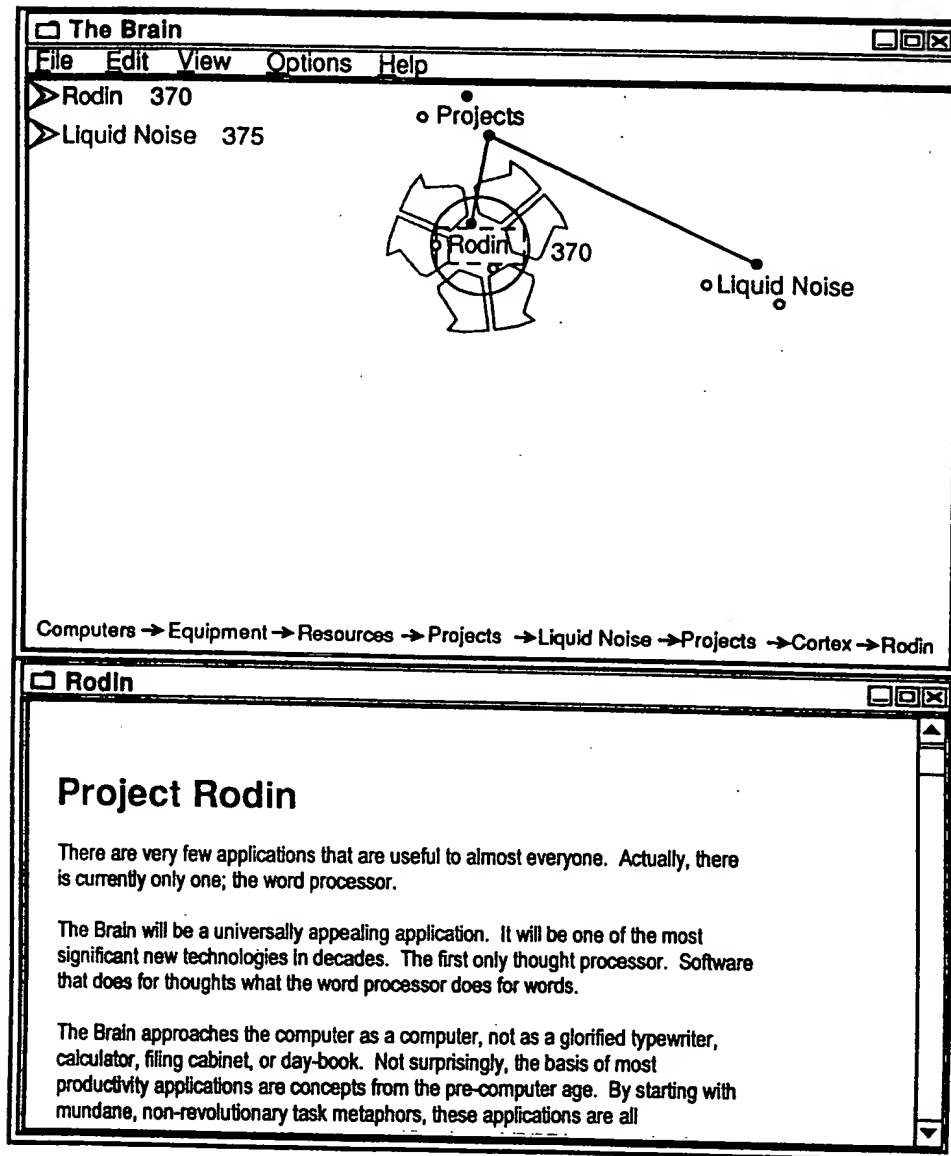 The Brain
File Edit View Options Help
Rodin 370
Liquid Noise 375
Projects
Rodin 370
Liquid Noise
Computers → Equipment → Resources → Projects → Liquid Noise → Projects → Cortex → Rodin
Rodin
Project Rodin
There are very few applications that are useful to almost everyone. Actually, there
is currently only one; the word processor.
The Brain will be a universally appealing application. It will be one of the most
significant new technologies in decades. The first only thought processor. Software
that does for thoughts what the word processor does for words.
The Brain approaches the computer as a computer, not as a glorified typewriter,
calculator, filing cabinet, or day-book. Not surprisingly, the basis of most
productivity applications are concepts from the pre-computer age. By starting with
mundane, non-revolutionary task metaphors, these applications are all